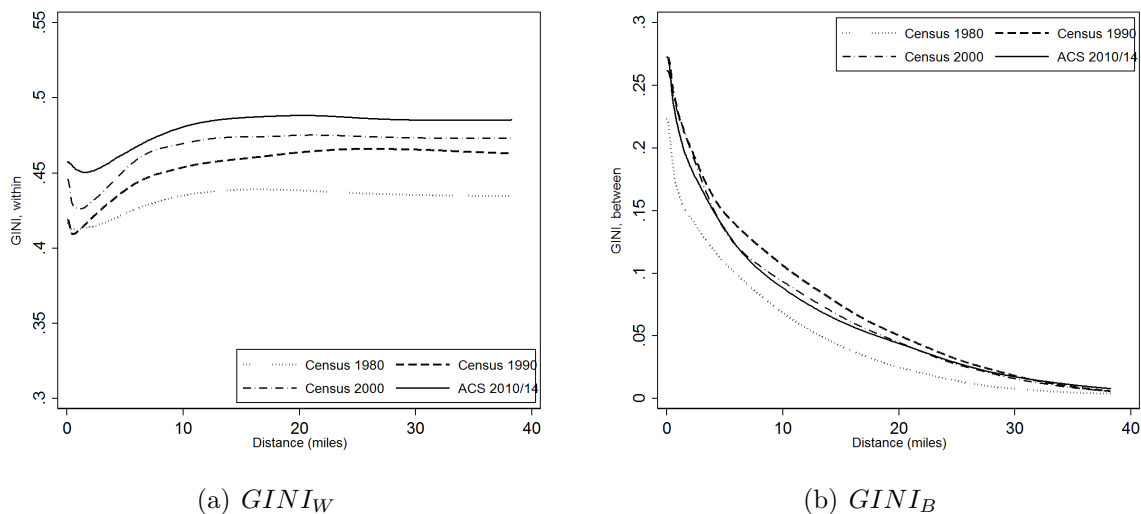 .55
.5
.45
.4
.35
.3
GINI, within
Census 1980 Census 1990
Census 2000 ACS 2010/14
0 10 20 30 40
Distance (miles)
(a) GINI_W
.3
.25
.2
.15
.1
.05
0
GINI, between
Census 1980 Census 1990
Census 2000 ACS 2010/14
0 10 20 30 40
Distance (miles)
(b) GINI_B